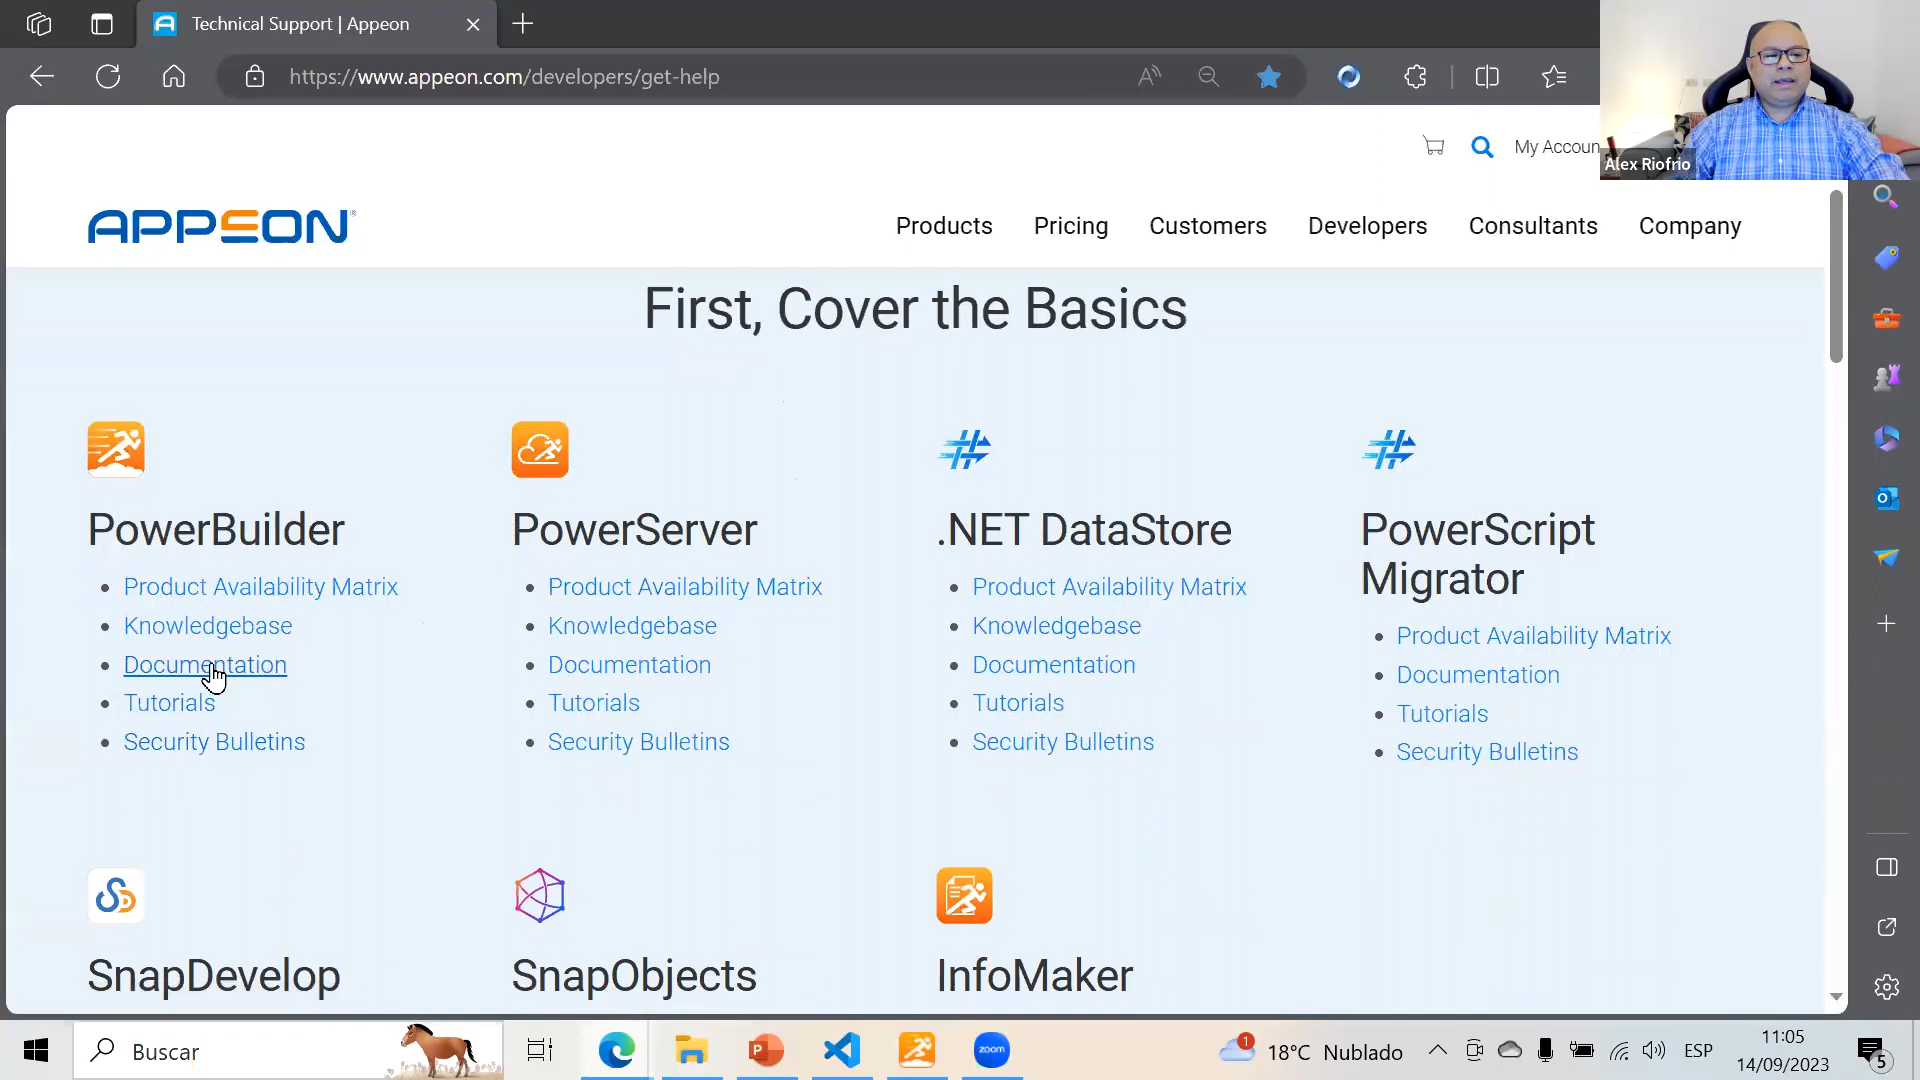 Technical Support | Appeon
https://www.appeon.com/developers/get-help
My Accoun
Alex Riofrio
APPEON®
Products
Pricing
Customers
Developers
Consultants
Company
First, Cover the Basics
PowerBuilder
Product Availability Matrix
Knowledgebase
Documentation
Tutorials
Security Bulletins
PowerServer
Product Availability Matrix
Knowledgebase
Documentation
Tutorials
Security Bulletins
.NET DataStore
Product Availability Matrix
Knowledgebase
Documentation
Tutorials
Security Bulletins
PowerScript
Migrator
Product Availability Matrix
Documentation
Tutorials
Security Bulletins
SnapDevelop
SnapObjects
InfoMaker
Buscar
zoom
1
18°C Nublado
ESP
11:05
14/09/2023
5